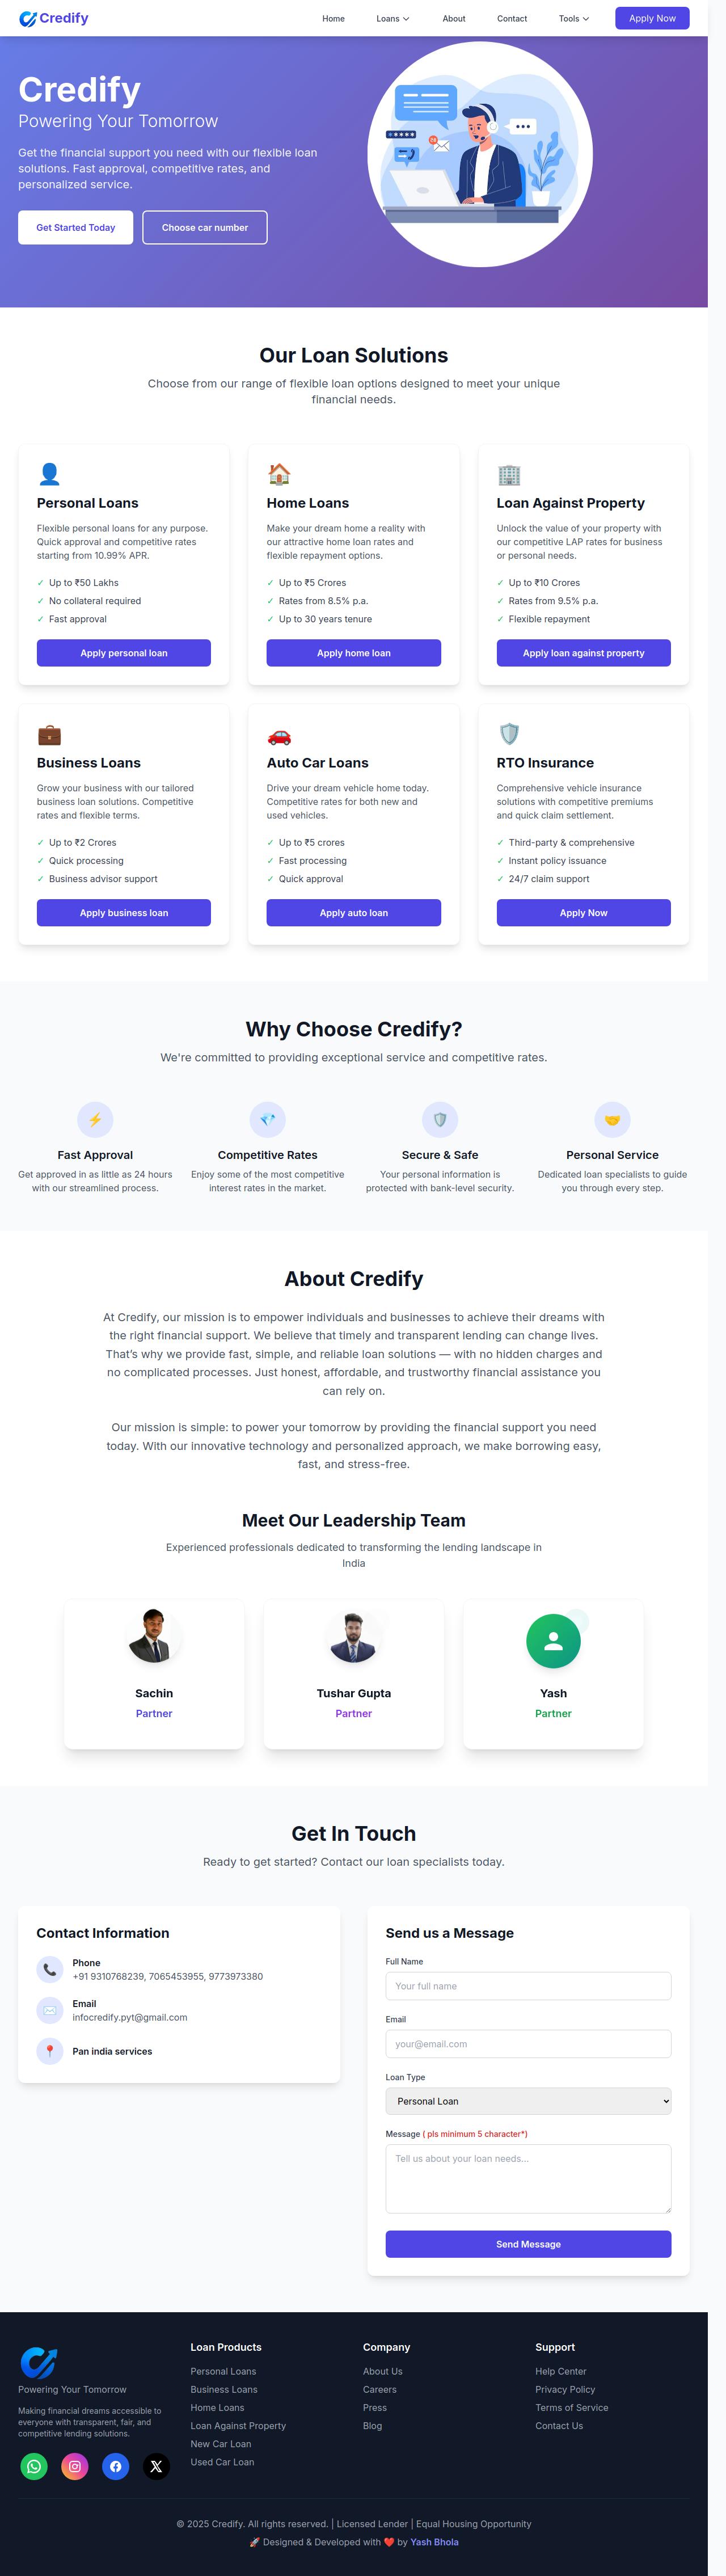 Credify
Home
Loans
About
Contact
Tools
Apply Now
Credify
Powering Your Tomorrow
Get the financial support you need with our flexible loan
solutions. Fast approval, competitive rates, and
personalized service.
Get Started Today
Choose car number
Our Loan Solutions
Choose from our range of flexible loan options designed to meet your unique
financial needs.
Personal Loans
Flexible personal loans for any purpose.
Quick approval and competitive rates
starting from 10.99% APR.
✓ Up to ₹50 Lakhs
✓ No collateral required
✓ Fast approval
Apply personal loan
Home Loans
Make your dream home a reality with
our attractive home loan rates and
flexible repayment options.
✓ Up to ₹5 Crores
✓ Rates from 8.5% p.a.
✓ Up to 30 years tenure
Apply home loan
Loan Against Property
Unlock the value of your property with
our competitive LAP rates for business
or personal needs.
✓ Up to ₹10 Crores
✓ Rates from 9.5% p.a.
✓ Flexible repayment
Apply loan against property
Business Loans
Grow your business with our tailored
business loan solutions. Competitive
rates and flexible terms.
✓ Up to ₹2 Crores
✓ Quick processing
✓ Business advisor support
Apply business loan
Auto Car Loans
Drive your dream vehicle home today.
Competitive rates for both new and
used vehicles.
✓ Up to ₹5 crores
✓ Fast processing
✓ Quick approval
Apply auto loan
RTO Insurance
Comprehensive vehicle insurance
solutions with competitive premiums
and quick claim settlement.
✓ Third-party & comprehensive
✓ Instant policy issuance
✓ 24/7 claim support
Apply Now
Why Choose Credify?
We're committed to providing exceptional service and competitive rates.
Fast Approval
Get approved in as little as 24 hours
with our streamlined process.
Competitive Rates
Enjoy some of the most competitive
interest rates in the market.
Secure & Safe
Your personal information is
protected with bank-level security.
Personal Service
Dedicated loan specialists to guide
you through every step.
About Credify
At Credify, our mission is to empower individuals and businesses to achieve their dreams with
the right financial support. We believe that timely and transparent lending can change lives.
That's why we provide fast, simple, and reliable loan solutions — with no hidden charges and
no complicated processes. Just honest, affordable, and trustworthy financial assistance you
can rely on.
Our mission is simple: to power your tomorrow by providing the financial support you need
today. With our innovative technology and personalized approach, we make borrowing easy,
fast, and stress-free.
Meet Our Leadership Team
Experienced professionals dedicated to transforming the lending landscape in
India
Sachin
Partner
Tushar Gupta
Partner
Yash
Partner
Get In Touch
Ready to get started? Contact our loan specialists today.
Contact Information
Phone
+91 9310768239, 7065453955, 9773973380
Email
infocredify.pyt@gmail.com
Pan india services
Send us a Message
Full Name
Your full name
Email
your@email.com
Loan Type
Personal Loan
Message ( pls minimum 5 character*)
Tell us about your loan needs...
Send Message
Powering Your Tomorrow
Making financial dreams accessible to
everyone with transparent, fair, and
competitive lending solutions.
Loan Products
Personal Loans
Business Loans
Home Loans
Loan Against Property
New Car Loan
Used Car Loan
Company
About Us
Careers
Press
Blog
Support
Help Center
Privacy Policy
Terms of Service
Contact Us
© 2025 Credify. All rights reserved. | Licensed Lender | Equal Housing Opportunity
🚀 Designed & Developed with ❤️ by Yash Bhola